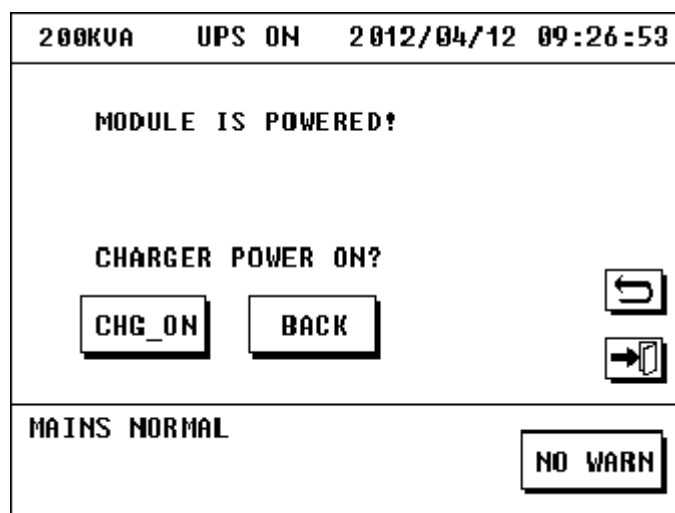 200KVA UPS ON 2012/04/12 09:26:53
MODULE IS POWERED!
CHARGER POWER ON?
CHG_ON BACK
MAINS NORMAL
NO WARN